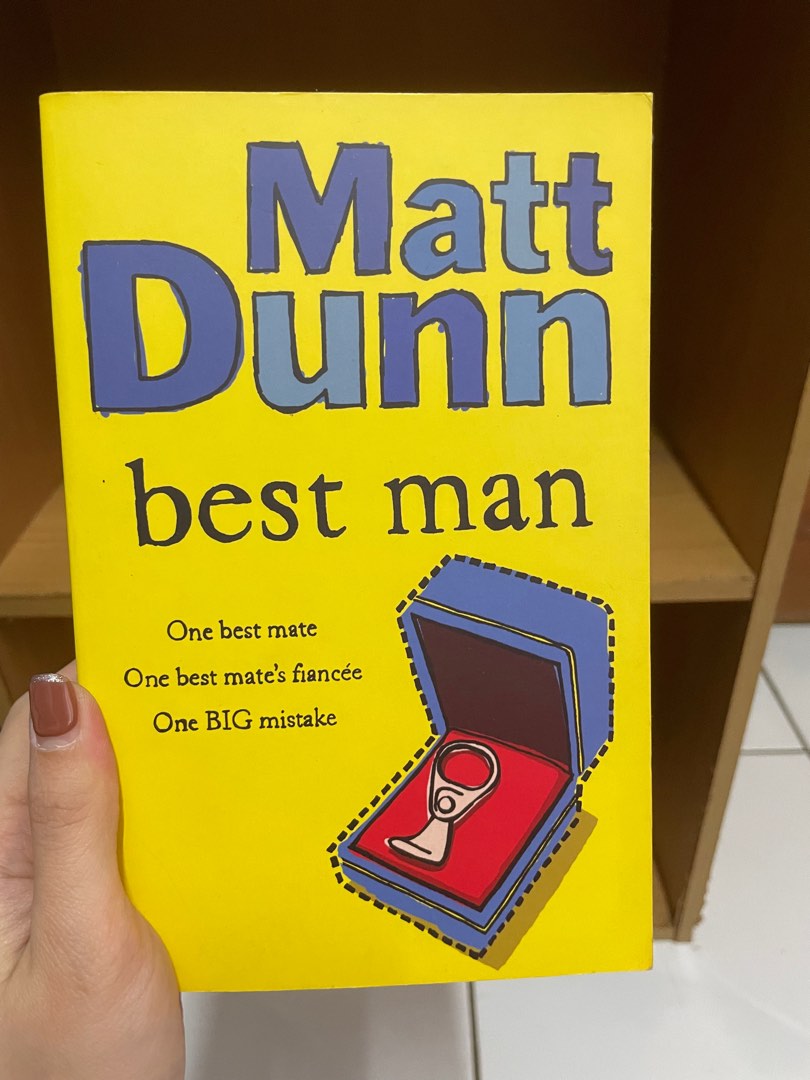 Matt
Dunn
best man
One best mate
One best mate's fiancée
One BIG mistake